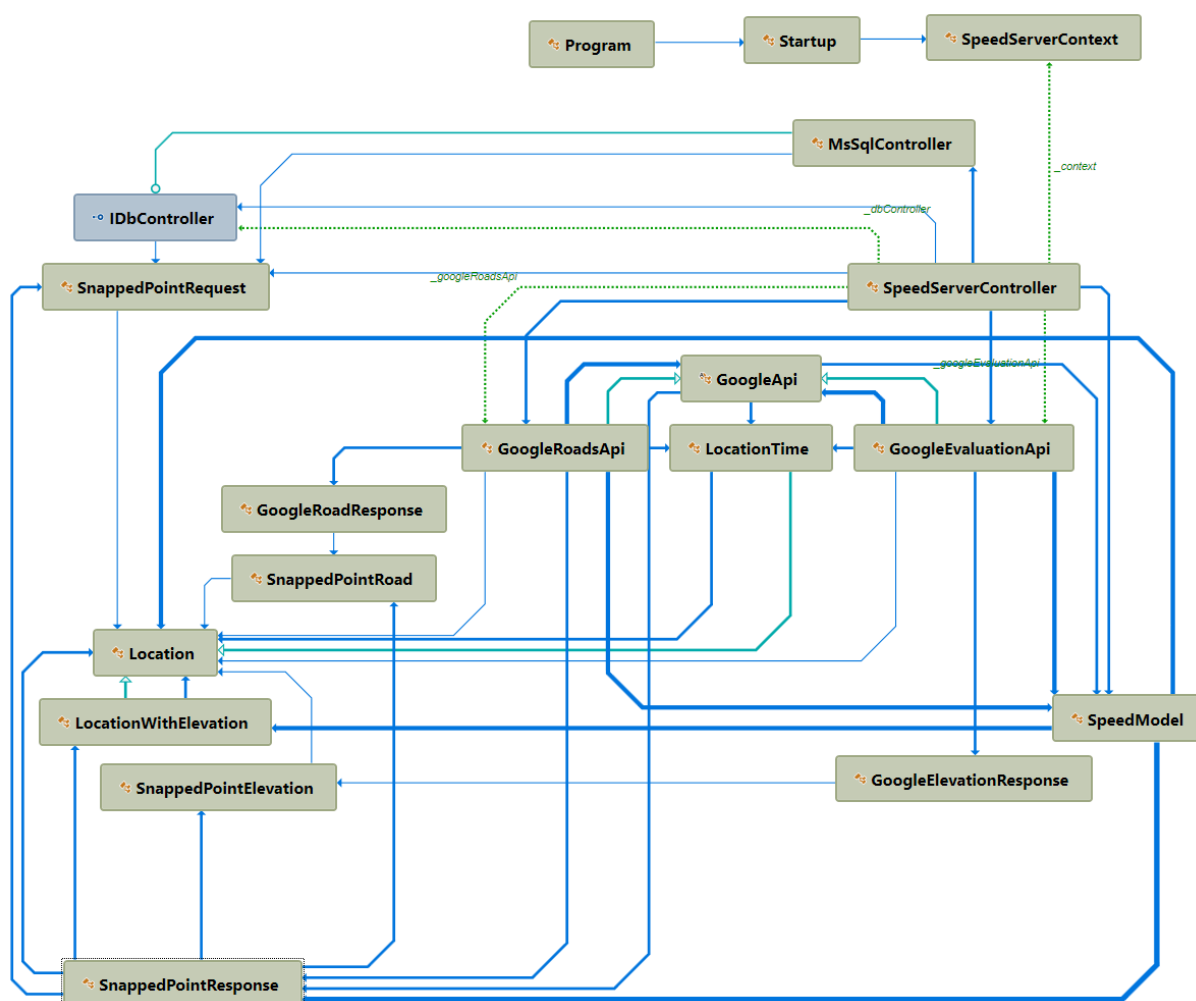 Program
Startup
SpeedServerContext
MsSqlController
_context
IDbController
_dbController
_googleRoadsApi
SnappedPointRequest
SpeedServerController
_googleEvaluationApi
GoogleApi
GoogleRoadsApi
LocationTime
GoogleEvaluationApi
GoogleRoadResponse
SnappedPointRoad
Location
LocationWithElevation
SpeedModel
SnappedPointElevation
GoogleElevationResponse
SnappedPointResponse